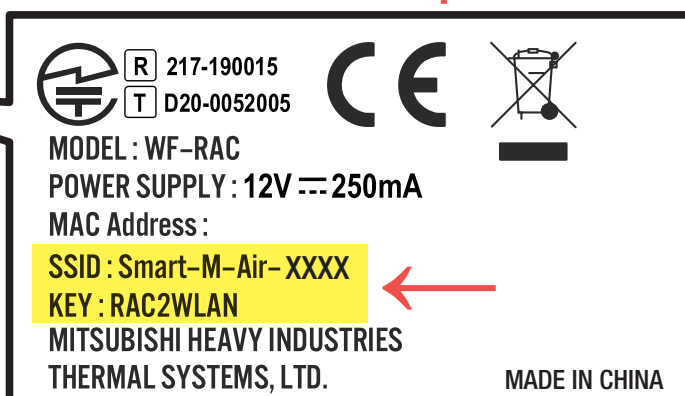 R 217-190015
T D20-0052005
CE
MODEL : WF-RAC
POWER SUPPLY : 12V ⎓ 250mA
MAC Address :
SSID : Smart-M-Air-XXXX
KEY : RAC2WLAN
MITSUBISHI HEAVY INDUSTRIES
THERMAL SYSTEMS, LTD.
MADE IN CHINA